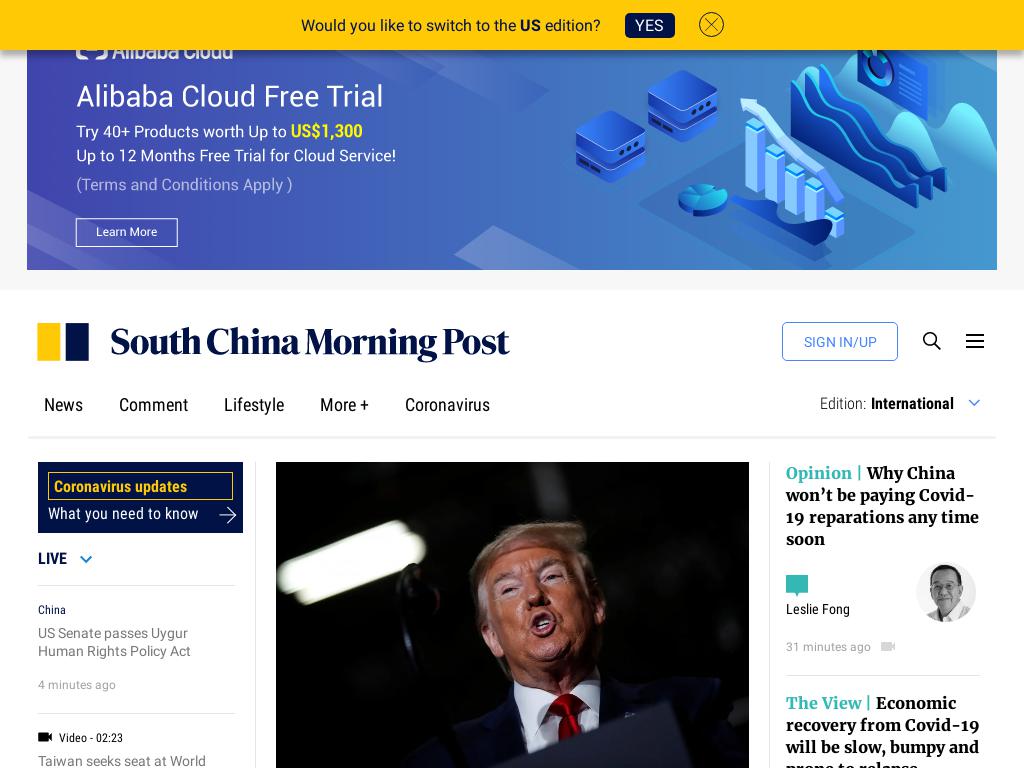 Would you like to switch to the US edition?
YES
Alibaba Cloud
Alibaba Cloud Free Trial
Try 40+ Products worth Up to US$1,300
Up to 12 Months Free Trial for Cloud Service!
(Terms and Conditions Apply )
Learn More
South China Morning Post
SIGN IN/UP
News
Comment
Lifestyle
More +
Coronavirus
Edition: International
Coronavirus updates
What you need to know
LIVE
China
US Senate passes Uygur
Human Rights Policy Act
4 minutes ago
Video - 02:23
Taiwan seeks seat at World
Opinion | Why China
won’t be paying Covid-
19 reparations any time
soon
Leslie Fong
31 minutes ago
The View | Economic
recovery from Covid-19
will be slow, bumpy and
prone to relapse